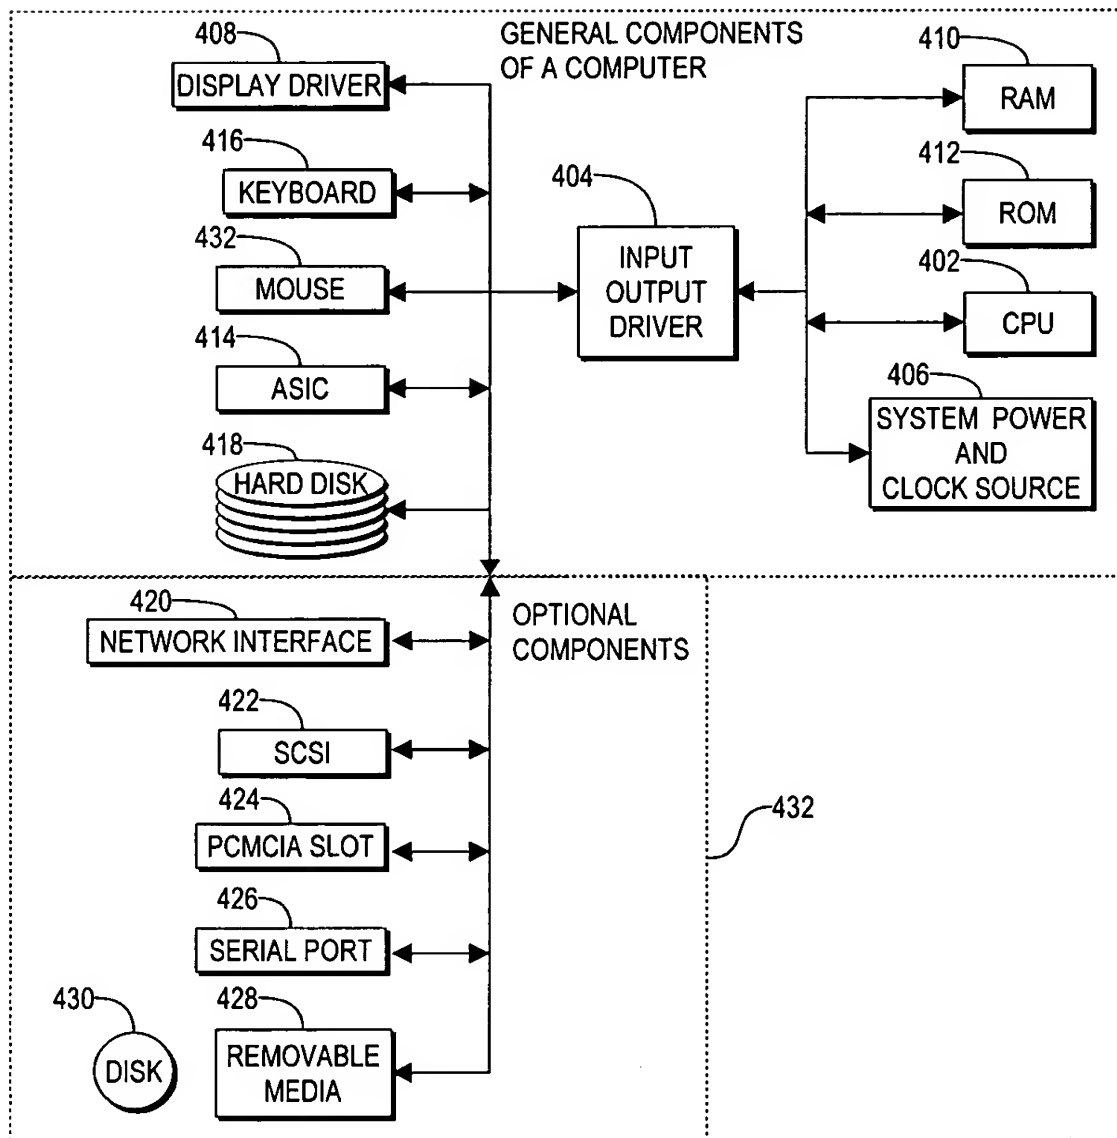 GENERAL COMPONENTS
OF A COMPUTER
408
DISPLAY DRIVER
416
KEYBOARD
432
MOUSE
414
ASIC
418
HARD DISK
404
INPUT
OUTPUT
DRIVER
410
RAM
412
ROM
402
CPU
406
SYSTEM POWER
AND
CLOCK SOURCE
OPTIONAL
COMPONENTS
420
NETWORK INTERFACE
422
SCSI
424
PCMCIA SLOT
426
SERIAL PORT
430
DISK
428
REMOVABLE
MEDIA
432